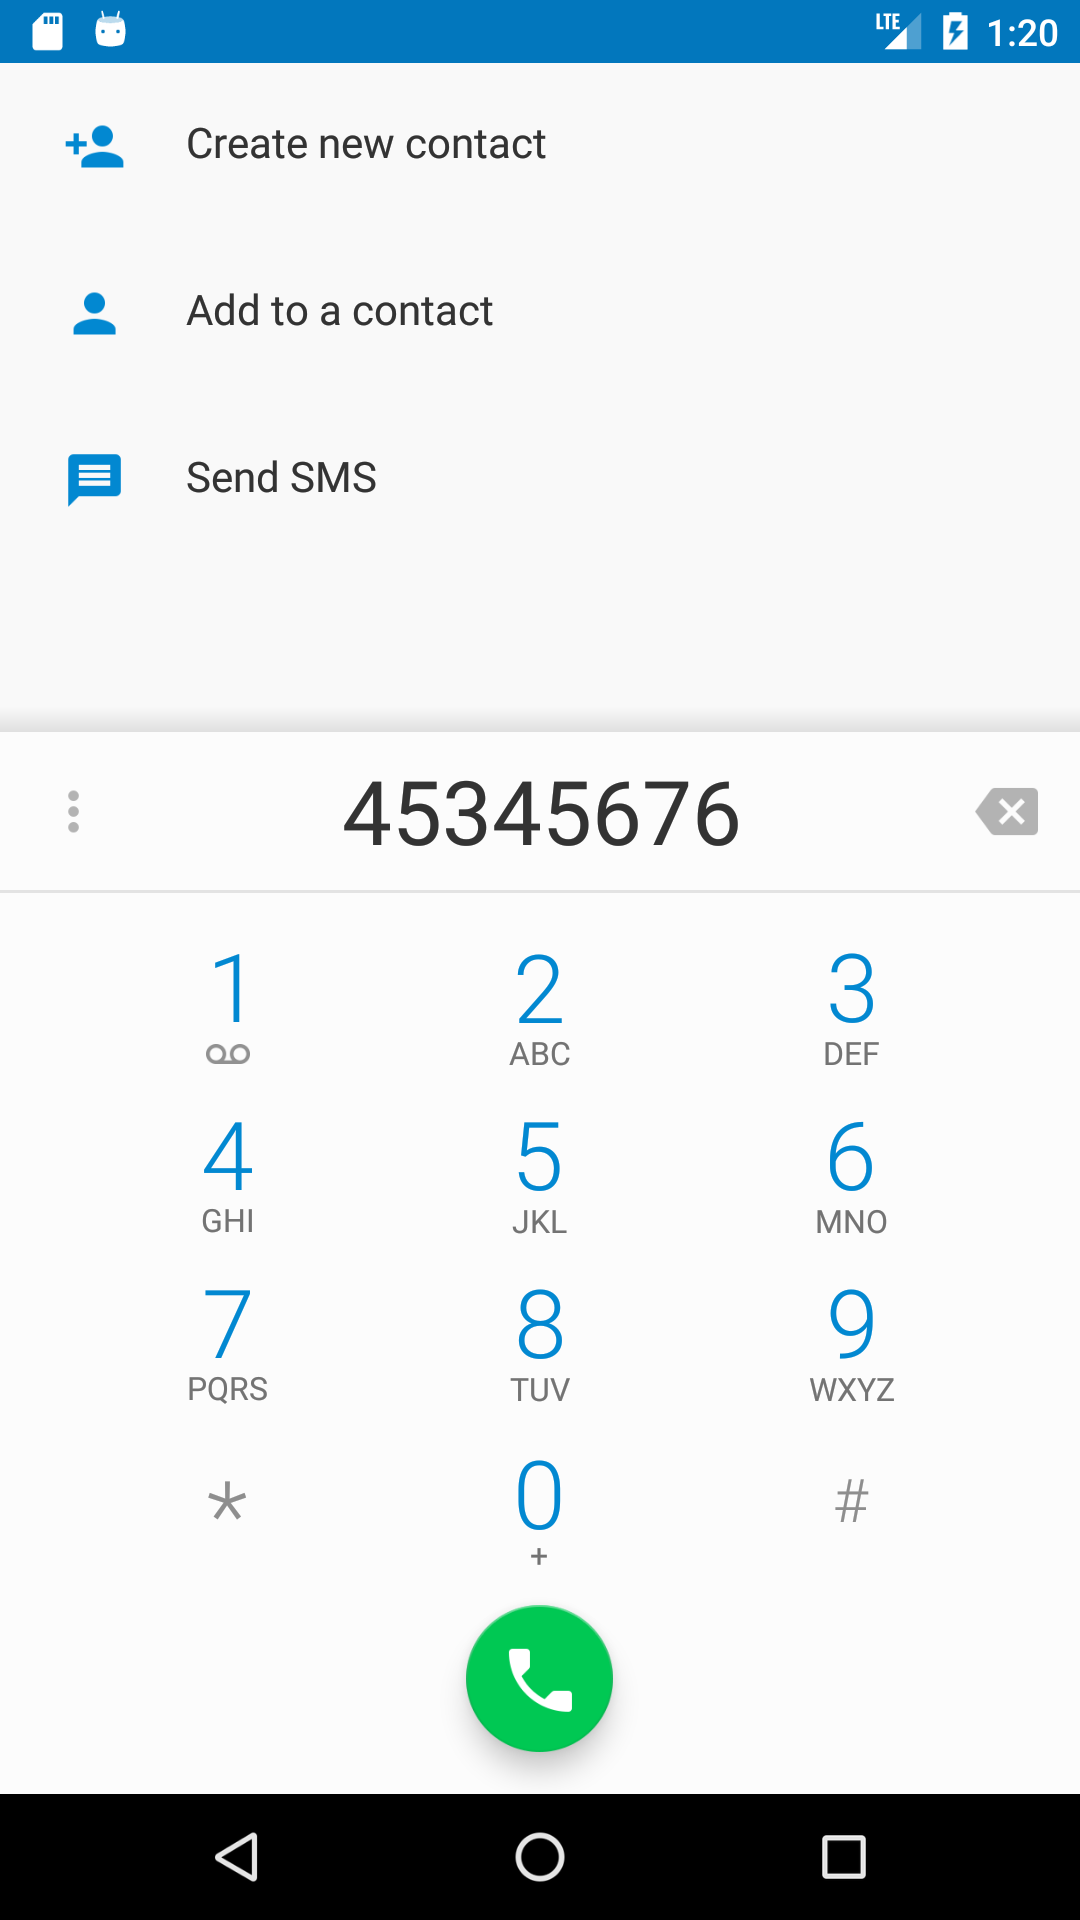 LTE 1:20
Create new contact
Add to a contact
Send SMS
45345676
1 2 3
ABC DEF
4 5 6
GHI JKL MNO
7 8 9
PQRS TUV WXYZ
* 0 #
+